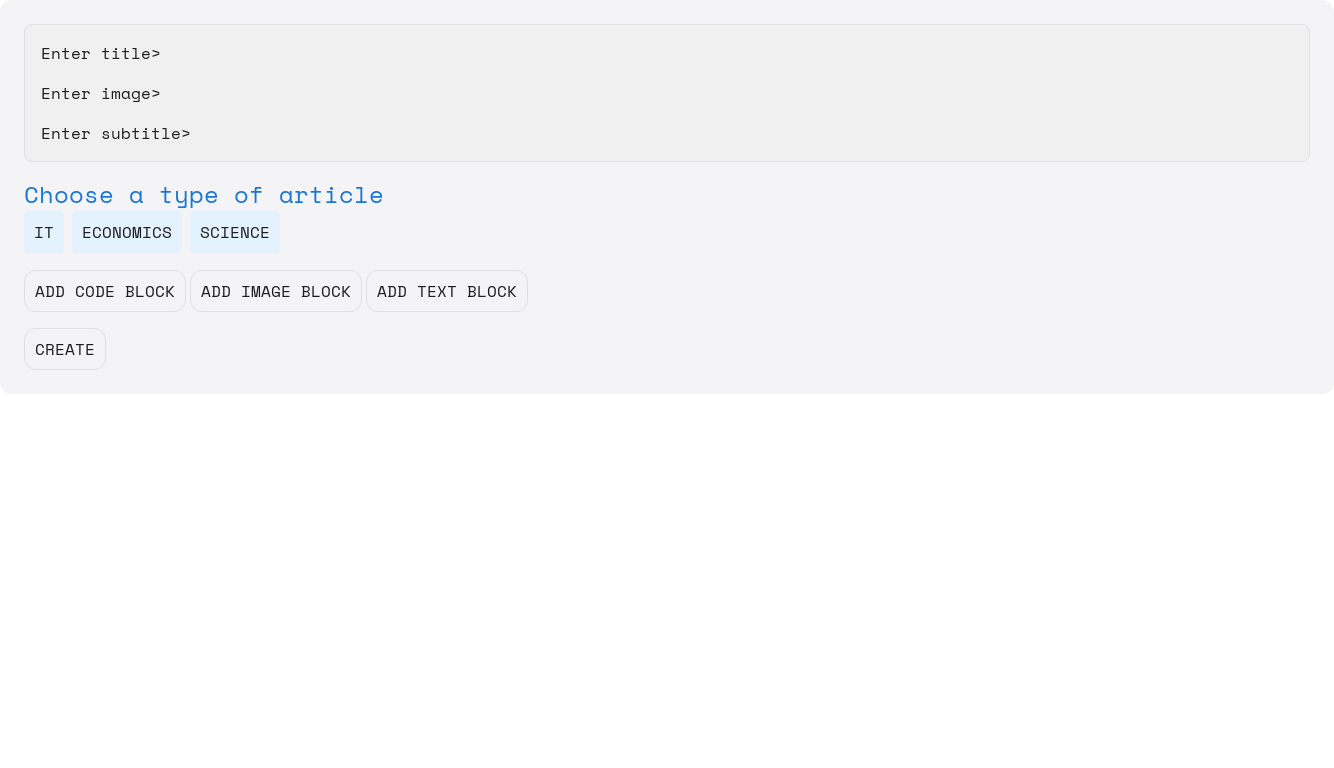 Enter title>
Enter image>
Enter subtitle>
Choose a type of article
IT ECONOMICS SCIENCE
ADD CODE BLOCK ADD IMAGE BLOCK ADD TEXT BLOCK
CREATE